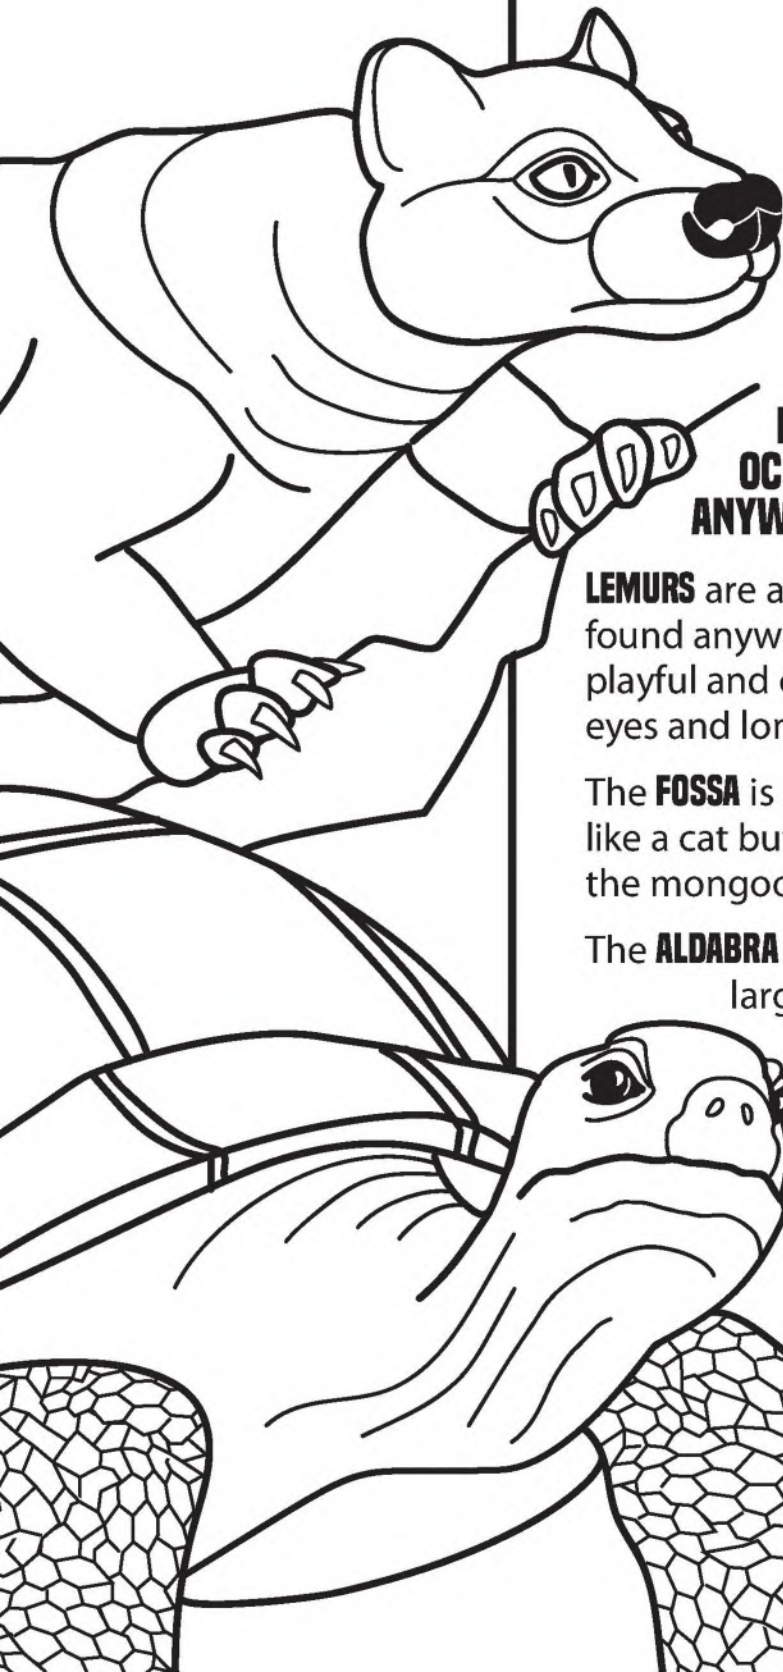 OC
ANYW
LEMURS are a
found anyw
playful and
eyes and lor
The FOSSA is
like a cat bu
the mongoo
The ALDABRA
larg